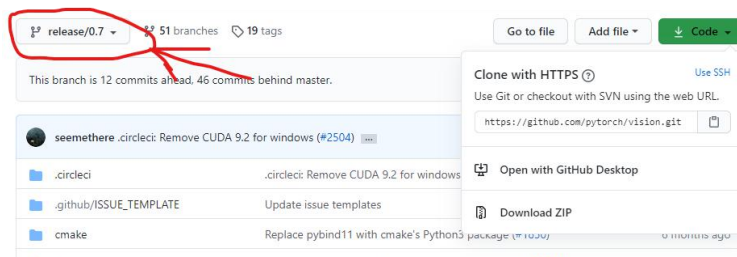 release/0.7 51 branches 19 tags Go to file Add file Code
This branch is 12 commits ahead, 46 commits behind master.
Clone with HTTPS Use SSH
Use Git or checkout with SVN using the web URL.
https://github.com/pytorch/vision.git
Open with GitHub Desktop
Download ZIP
seemethere .circleci: Remove CUDA 9.2 for windows (#2504) ...
.circleci .circleci: Remove CUDA 9.2 for windows
.github/ISSUE_TEMPLATE Update issue templates
cmake Replace pybind11 with cmake's Python3 package (#1650) 6 months ago